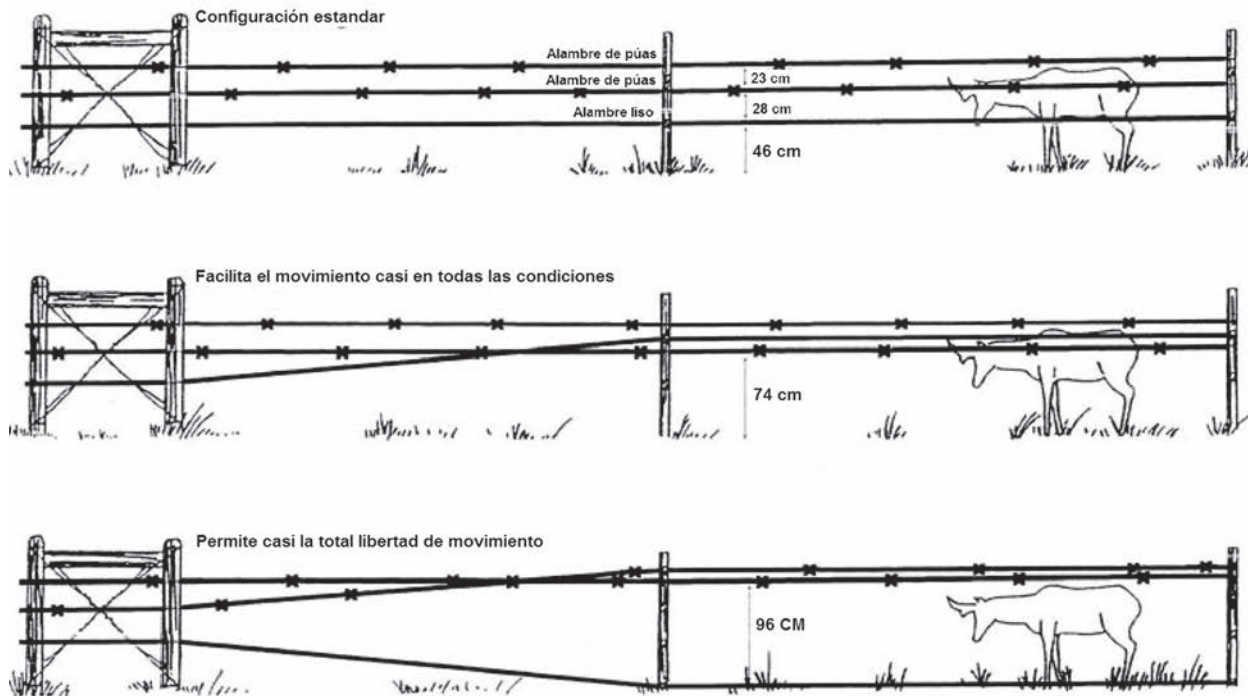 Configuración estandar
Alambre de púas
Alambre de púas
23 cm
Alambre liso
28 cm
46 cm
Facilita el movimiento casi en todas las condiciones
74 cm
Permite casi la total libertad de movimiento
96 CM